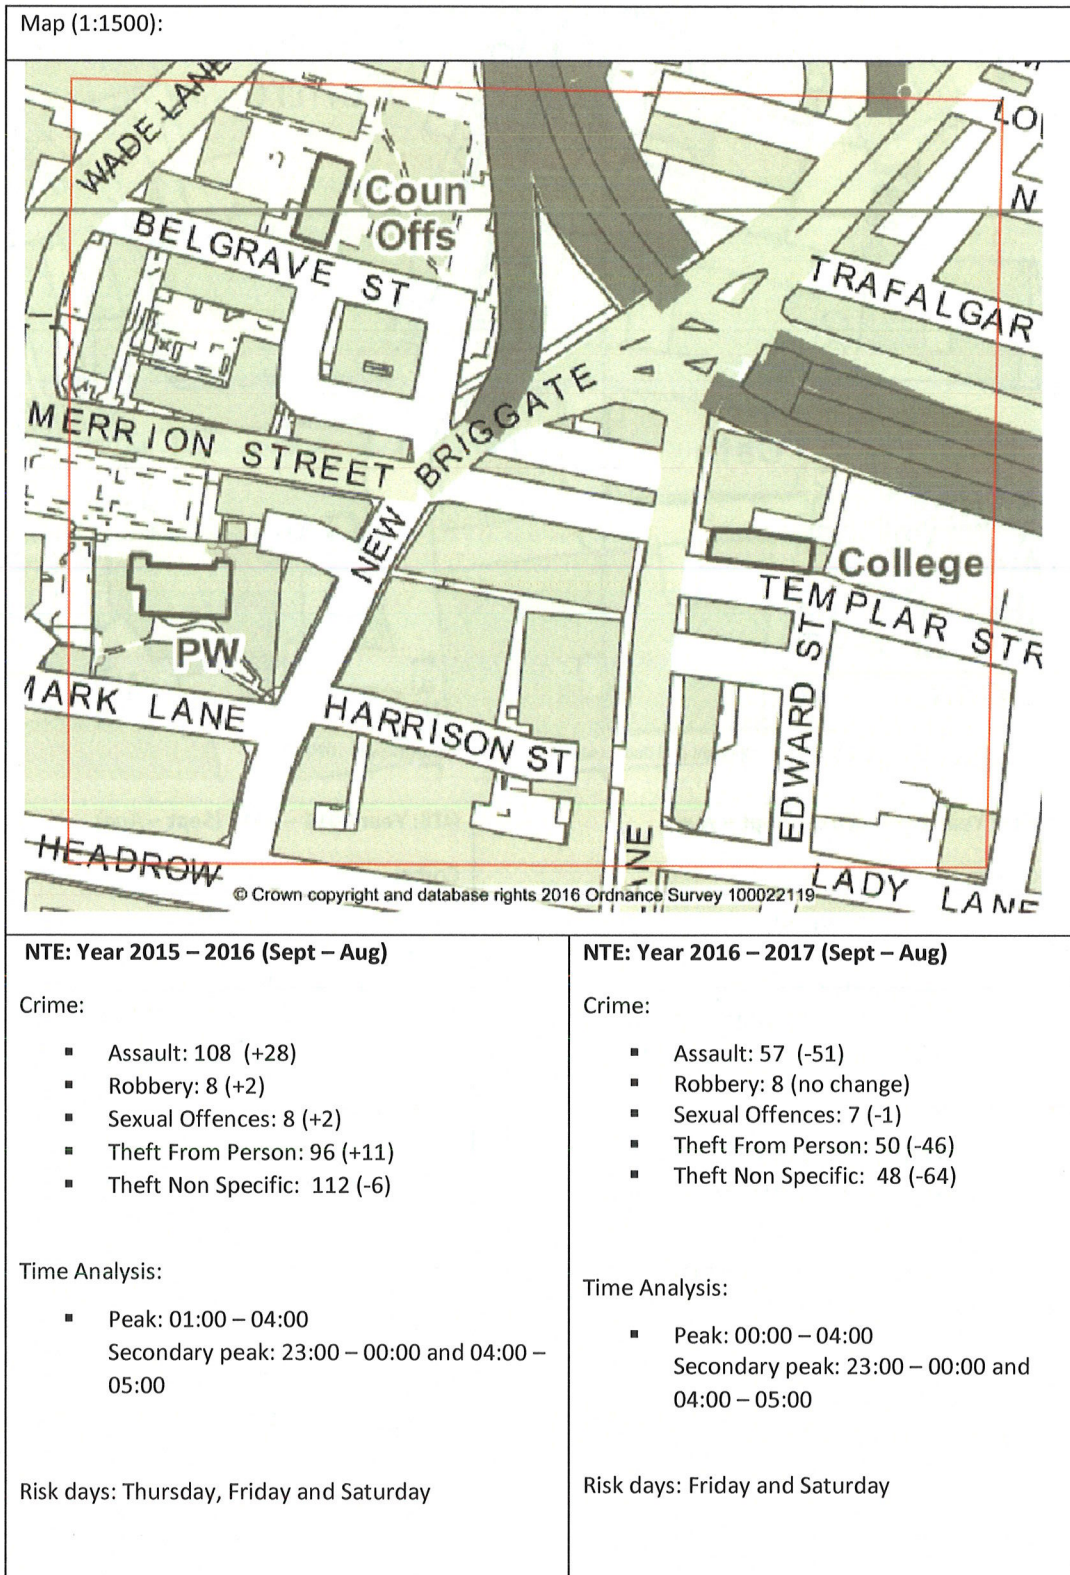 Map (1:1500):
WADE LANE
LO
N
Coun
Offs
BELGRAVE ST
TRAFALGAR
MERRION STREET
NEW BRIGGATE
College
TEMPLAR STR
PW
EDWARD ST
MARK LANE
HARRISON ST
HEADROW
ANE
LADY LANE
© Crown copyright and database rights 2016 Ordnance Survey 100022119
NTE: Year 2015 – 2016 (Sept – Aug)
Crime:
▪ Assault: 108 (+28)
▪ Robbery: 8 (+2)
▪ Sexual Offences: 8 (+2)
▪ Theft From Person: 96 (+11)
▪ Theft Non Specific: 112 (-6)
Time Analysis:
▪ Peak: 01:00 – 04:00
Secondary peak: 23:00 – 00:00 and 04:00 –
05:00
Risk days: Thursday, Friday and Saturday
NTE: Year 2016 – 2017 (Sept – Aug)
Crime:
▪ Assault: 57 (-51)
▪ Robbery: 8 (no change)
▪ Sexual Offences: 7 (-1)
▪ Theft From Person: 50 (-46)
▪ Theft Non Specific: 48 (-64)
Time Analysis:
▪ Peak: 00:00 – 04:00
Secondary peak: 23:00 – 00:00 and
04:00 – 05:00
Risk days: Friday and Saturday